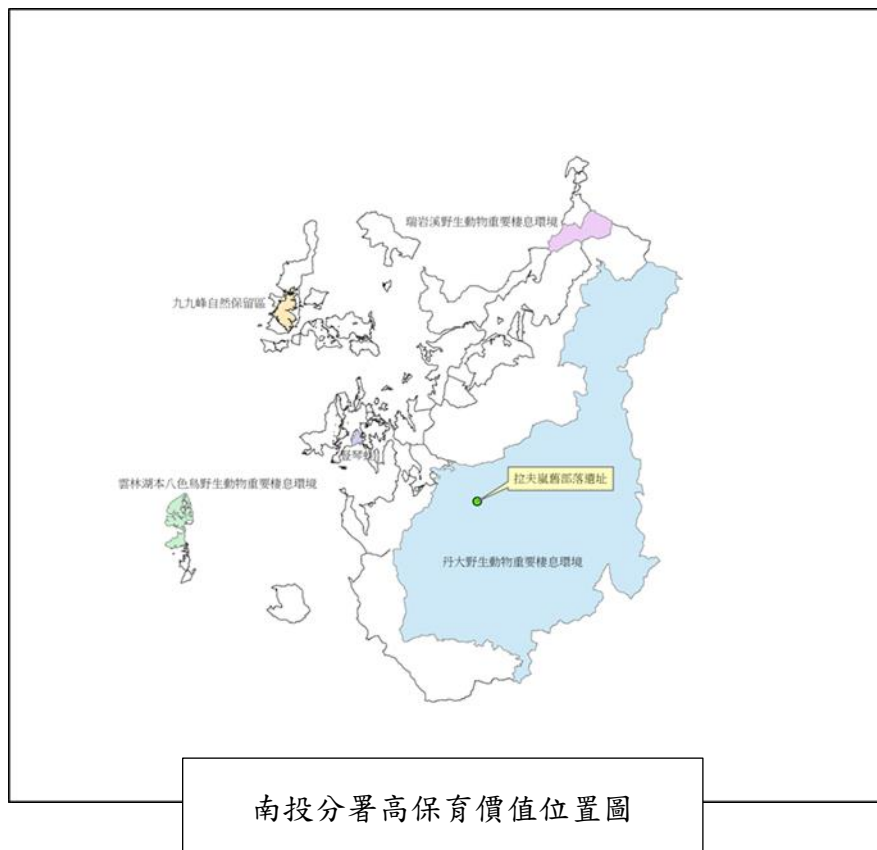 瑞岩溪野生動物重要棲息環境
九九峰自然保留區
雲林湖本八色鳥野生動物重要棲息環境
拉夫嵐舊部落遺址
丹大野生動物重要棲息環境
南投分署高保育價值位置圖